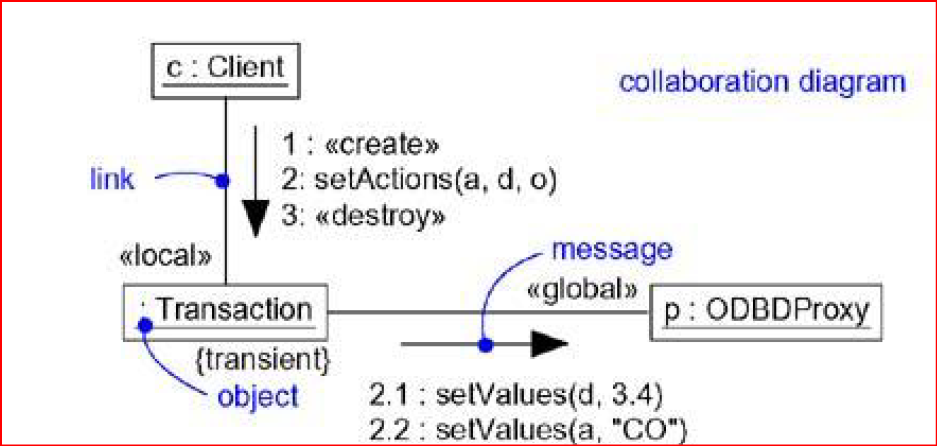 c : Client
collaboration diagram
1 : «create»
link
2: setActions(a, d, o)
3: «destroy»
«local»
message
«global»
: Transaction
p : ODBDProxy
{transient}
object
2.1 : setValues(d, 3.4)
2.2 : setValues(a, "CO")